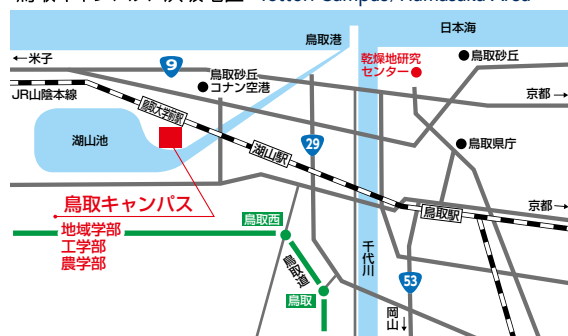 鳥取港
日本海
←米子
9
鳥取砂丘
コナン空港
乾燥地研究
センター
鳥取砂丘
京都→
JR山陰本線
鳥取大学前駅
湖山池
湖山駅
29
鳥取県庁
鳥取キャンパス
地域学部
工学部
農学部
鳥取西
鳥取道
鳥取
千代川
鳥取駅
京都→
53
岡山↓